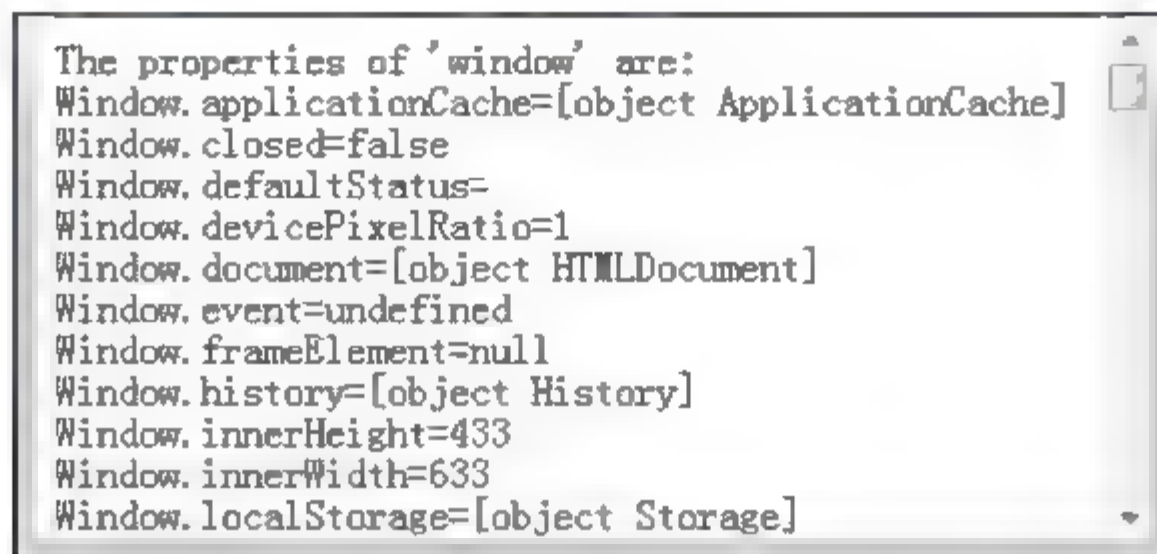 The properties of 'window' are:
Window.applicationCache=[object ApplicationCache]
Window.closed=false
Window.defaultStatus=
Window.devicePixelRatio=1
Window.document=[object HTMLDocument]
Window.event=undefined
Window.frameElement=null
Window.history=[object History]
Window.innerHeight=433
Window.innerWidth=633
Window.localStorage=[object Storage]